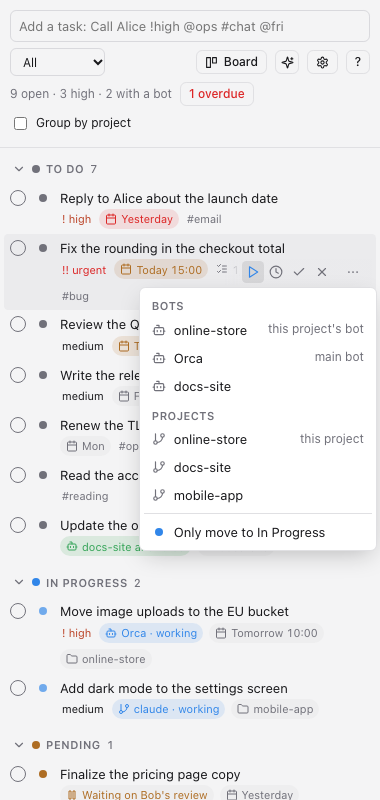 Add a task: Call Alice !high @ops #chat @fri
All
Board
?
9 open · 3 high · 2 with a bot
1 overdue
Group by project
TO DO 7
Reply to Alice about the launch date
! high
Yesterday
#email
Fix the rounding in the checkout total
!! urgent
Today 15:00
#bug
BOTS
online-store
this project's bot
Orca
main bot
docs-site
PROJECTS
online-store
this project
docs-site
mobile-app
Only move to In Progress
Review the
medium
Write the
medium
Renew the
Mon
Read the
#reading
Update the
docs-site
IN PROGRESS 2
Move image uploads to the EU bucket
! high
Orca · working
Tomorrow 10:00
online-store
Add dark mode to the settings screen
medium
claude · working
mobile-app
PENDING 1
Finalize the pricing page copy
Waiting on Bob's review
Yesterday